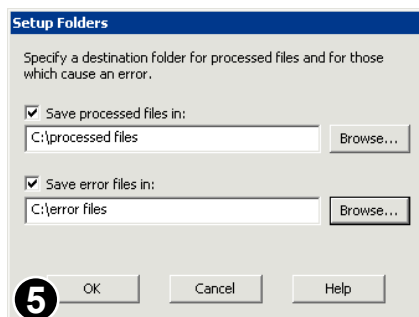 Setup Folders
Specify a destination folder for processed files and for those
which cause an error.
Save processed files in:
C:\processed files
Browse...
Save error files in:
C:\error files
Browse...
5
OK
Cancel
Help